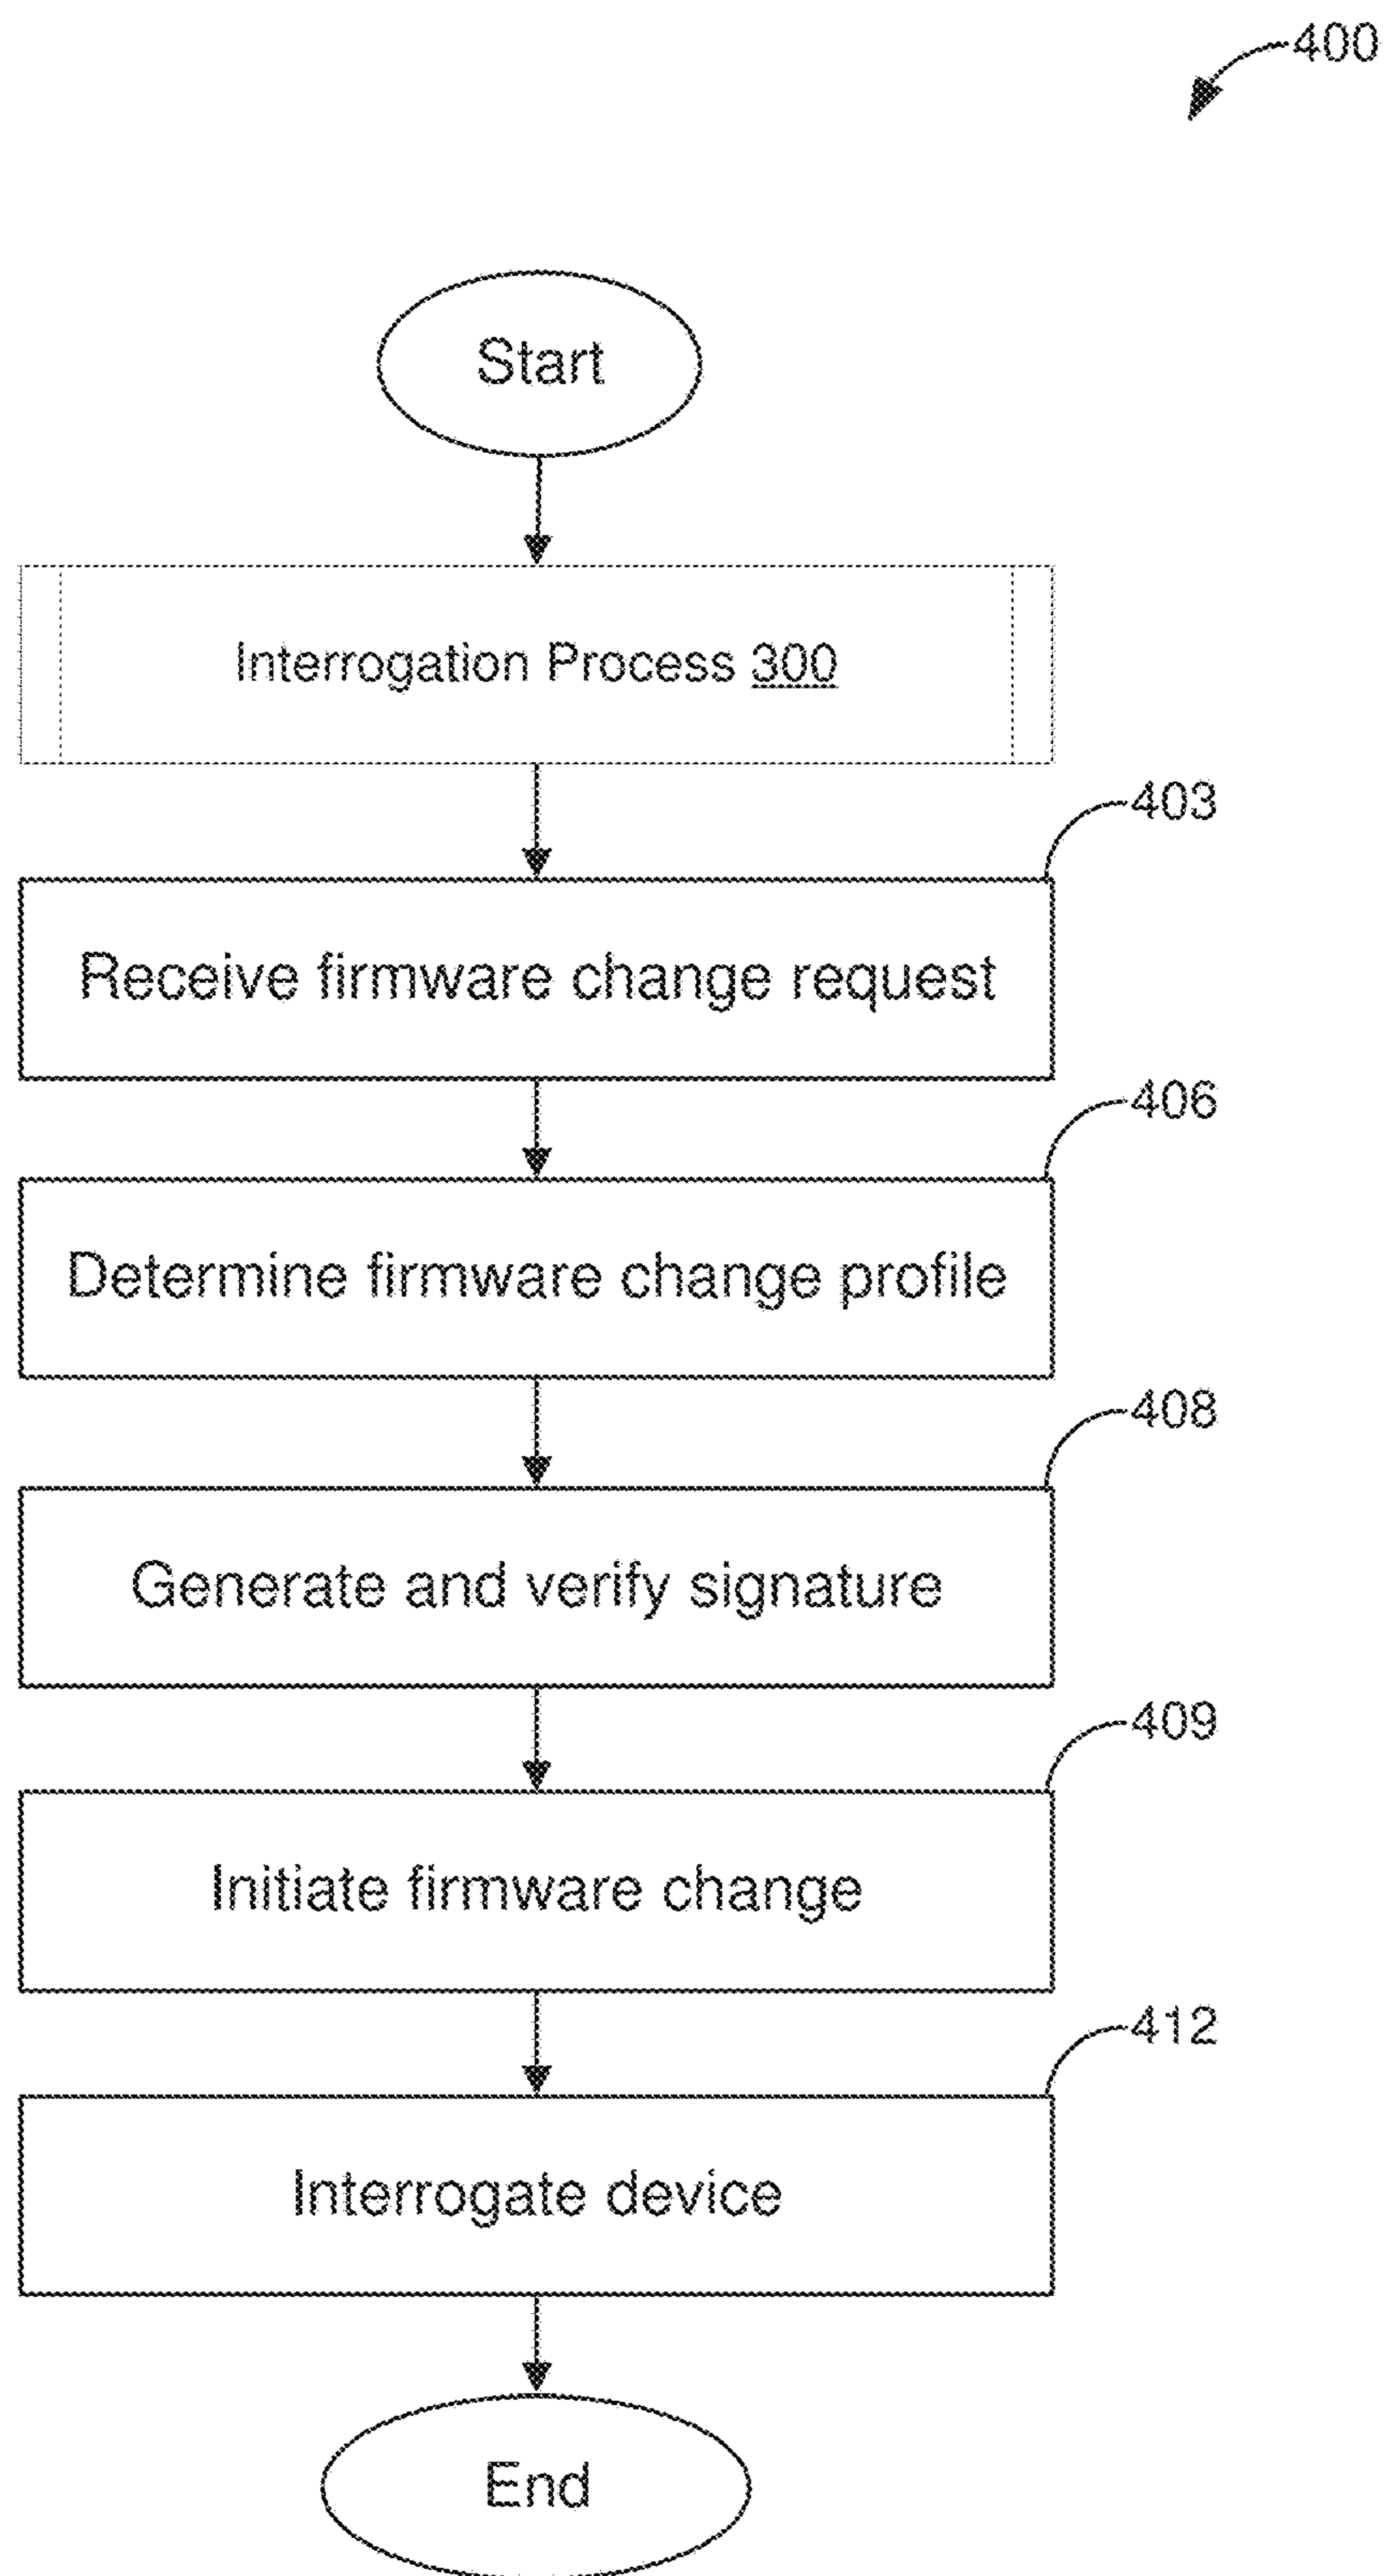 400
Start
Interrogation Process 300
403
Receive firmware change request
406
Determine firmware change profile
408
Generate and verify signature
409
Initiate firmware change
412
Interrogate device
End